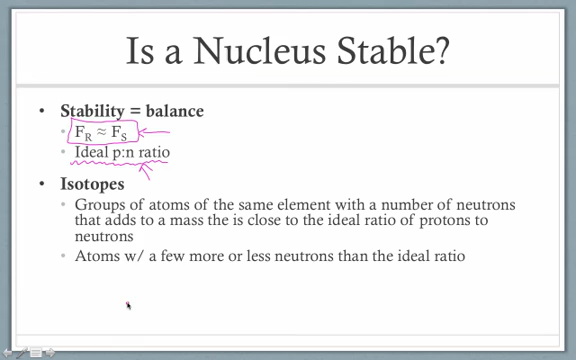 Is a Nucleus Stable?
• Stability = balance
• FR ≈ FS
• Ideal p:n ratio
• Isotopes
• Groups of atoms of the same element with a number of neutrons
that adds to a mass the is close to the ideal ratio of protons to
neutrons
• Atoms w/ a few more or less neutrons than the ideal ratio